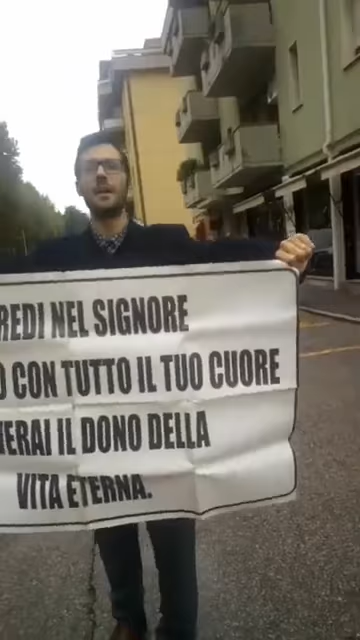 REDI NEL SIGNORE
CON TUTTO IL TUO CUORE
ERAI IL DONO DELLA
VITA ETERNA.